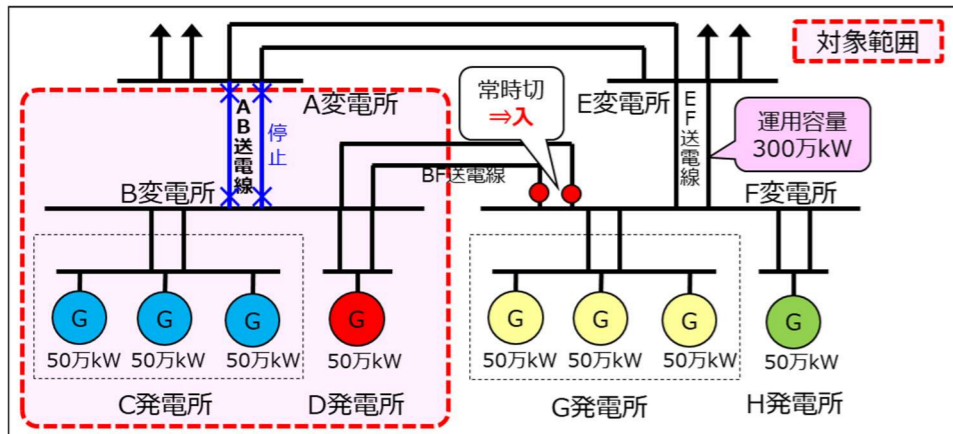 対象範囲
A変電所
常時切
⇒入
E変電所
AB送電線
停止
EF送電線
運用容量
300万kW
BF送電線
B変電所
F変電所
G
G
G
G
G
G
G
G
50万kW
50万kW
50万kW
50万kW
50万kW
50万kW
50万kW
50万kW
C発電所
D発電所
G発電所
H発電所